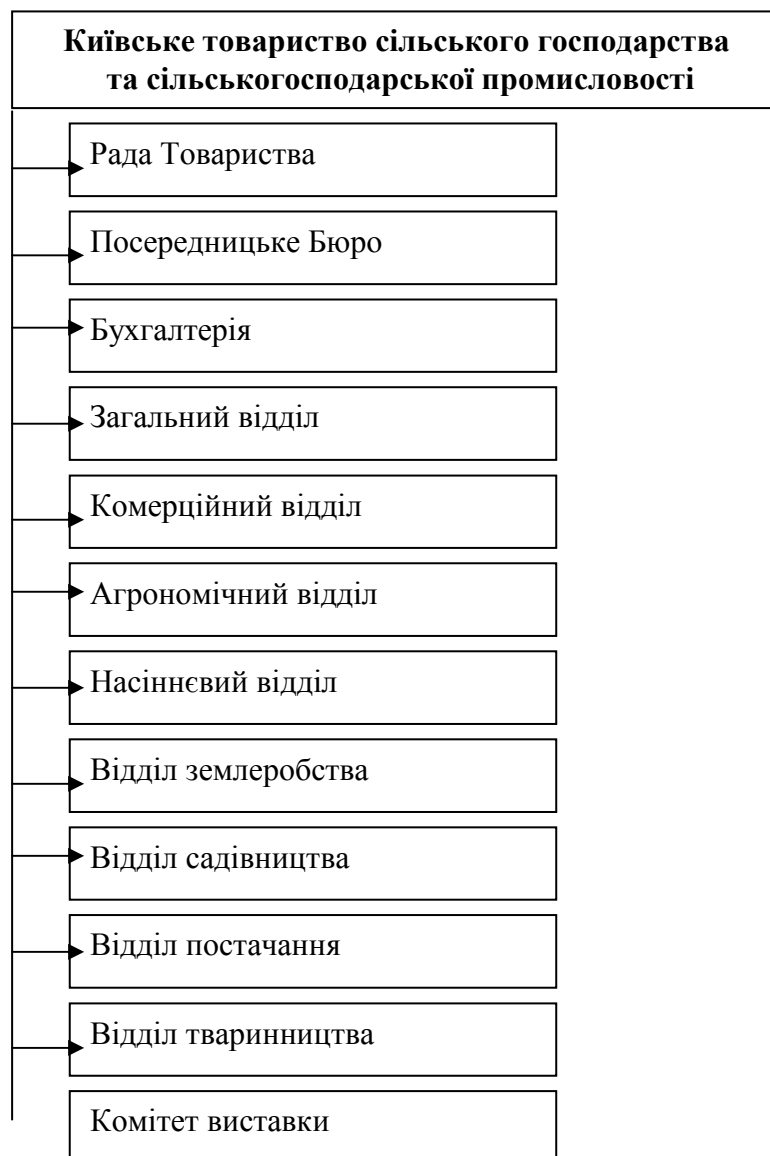 Київське товариство сільського господарства
та сільськогосподарської промисловості
Рада Товариства
Посередницьке Бюро
Бухгалтерія
Загальний відділ
Комерційний відділ
Агрономічний відділ
Насіннєвий відділ
Відділ землеробства
Відділ садівництва
Відділ постачання
Відділ тваринництва
Комітет виставки